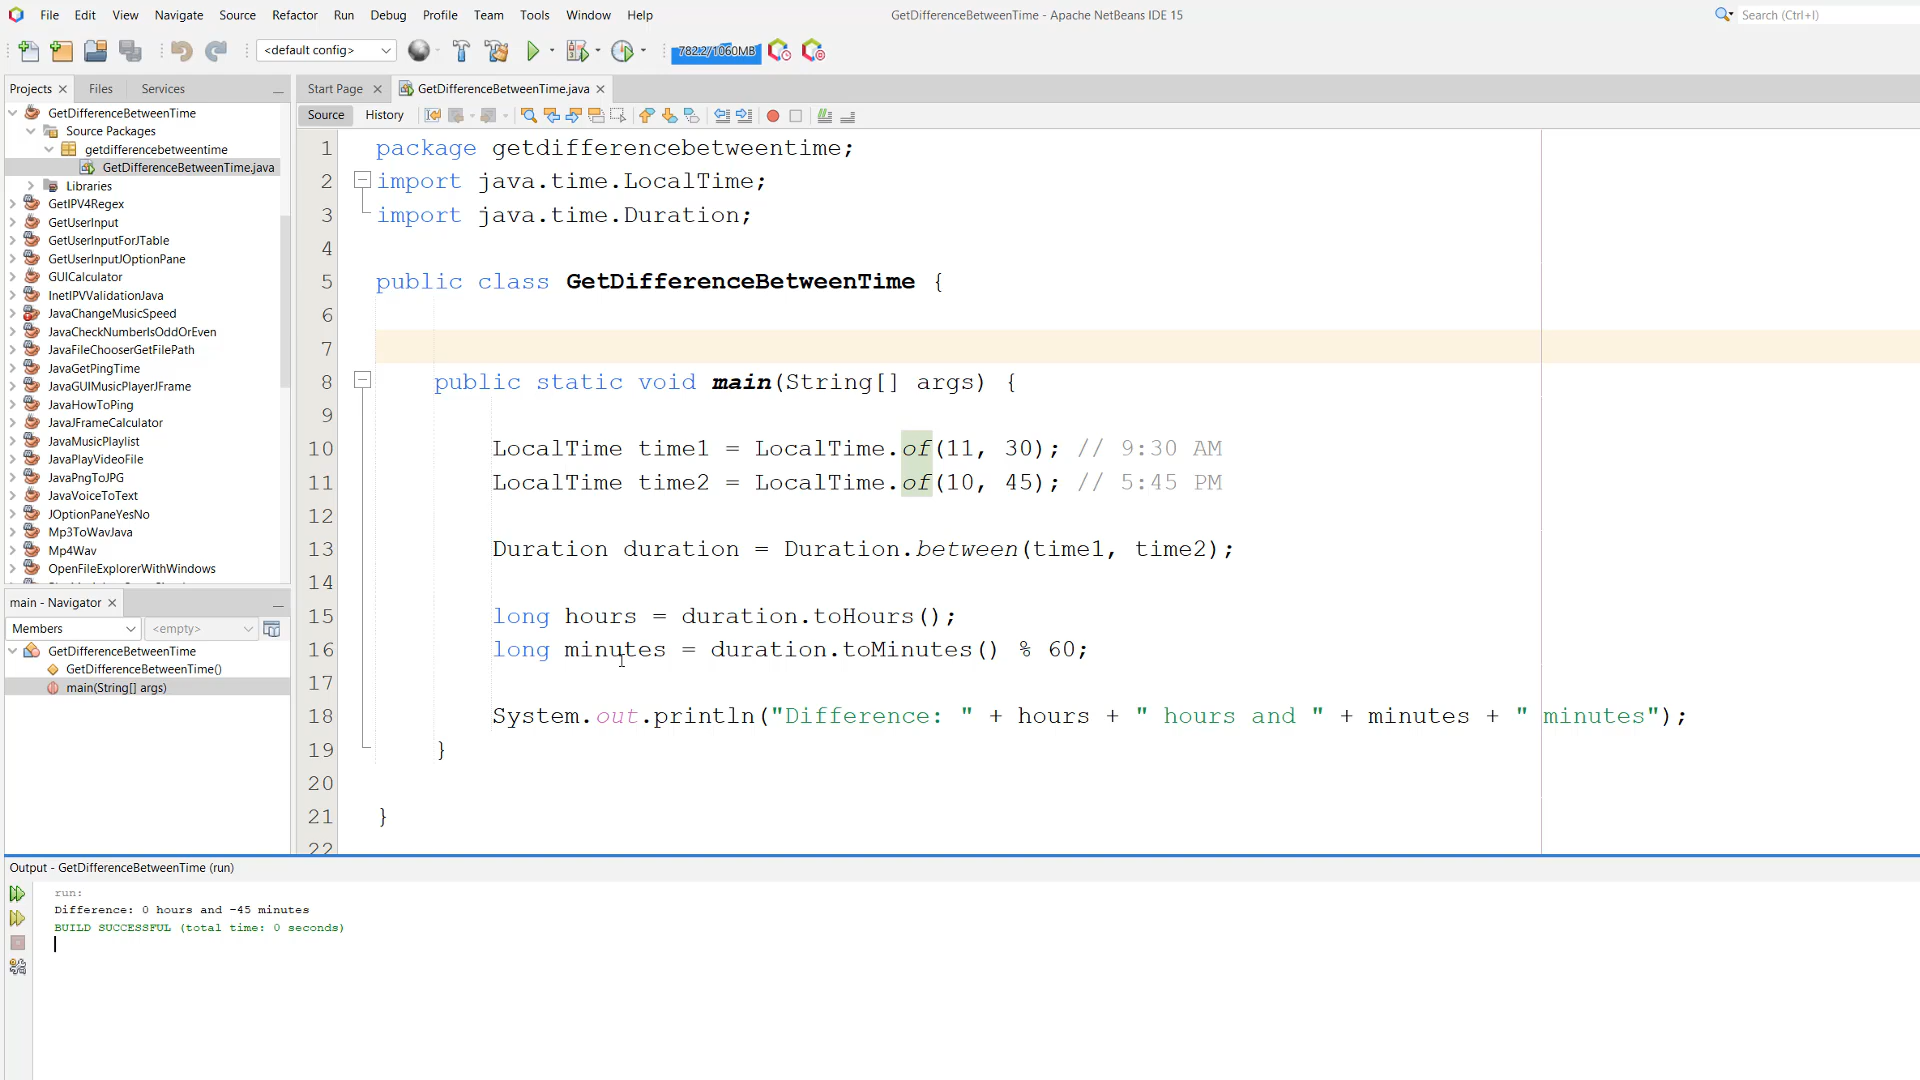 File Edit View Navigate Source Refactor Run Debug Profile Team Tools Window Help
GetDifferenceBetweenTime - Apache NetBeans IDE 15
Search (Ctrl+I)
<default config>
782.2/1060MB
Projects Files Services
GetDifferenceBetweenTime
Source Packages
getdifferencebetweentime
GetDifferenceBetweenTime.java
Libraries
GetIPV4Regex
GetUserInput
GetUserInputForJTable
GetUserInputJOptionPane
GUICalculator
InetIPVValidationJava
JavaChangeMusicSpeed
JavaCheckNumberIsOddOrEven
JavaFileChooserGetFilePath
JavaGetPingTime
JavaGUIMusicPlayerJFrame
JavaHowToPing
JavaJFrameCalculator
JavaMusicPlaylist
JavaPlayVideoFile
JavaPngToJPG
JavaVoiceToText
JOptionPaneYesNo
Mp3ToWavJava
Mp4Wav
OpenFileExplorerWithWindows
main - Navigator
Members <empty>
GetDifferenceBetweenTime
GetDifferenceBetweenTime()
main(String[] args)
Start Page GetDifferenceBetweenTime.java
Source History
1 package getdifferencebetweentime;
2 import java.time.LocalTime;
3 import java.time.Duration;
4
5 public class GetDifferenceBetweenTime {
6
7
8 public static void main(String[] args) {
9
10 LocalTime time1 = LocalTime.of(11, 30); // 9:30 AM
11 LocalTime time2 = LocalTime.of(10, 45); // 5:45 PM
12
13 Duration duration = Duration.between(time1, time2);
14
15 long hours = duration.toHours();
16 long minutes = duration.toMinutes() % 60;
17
18 System.out.println("Difference: " + hours + " hours and " + minutes + " minutes");
19 }
20
21 }
22
Output - GetDifferenceBetweenTime (run)
run:
Difference: 0 hours and -45 minutes
BUILD SUCCESSFUL (total time: 0 seconds)